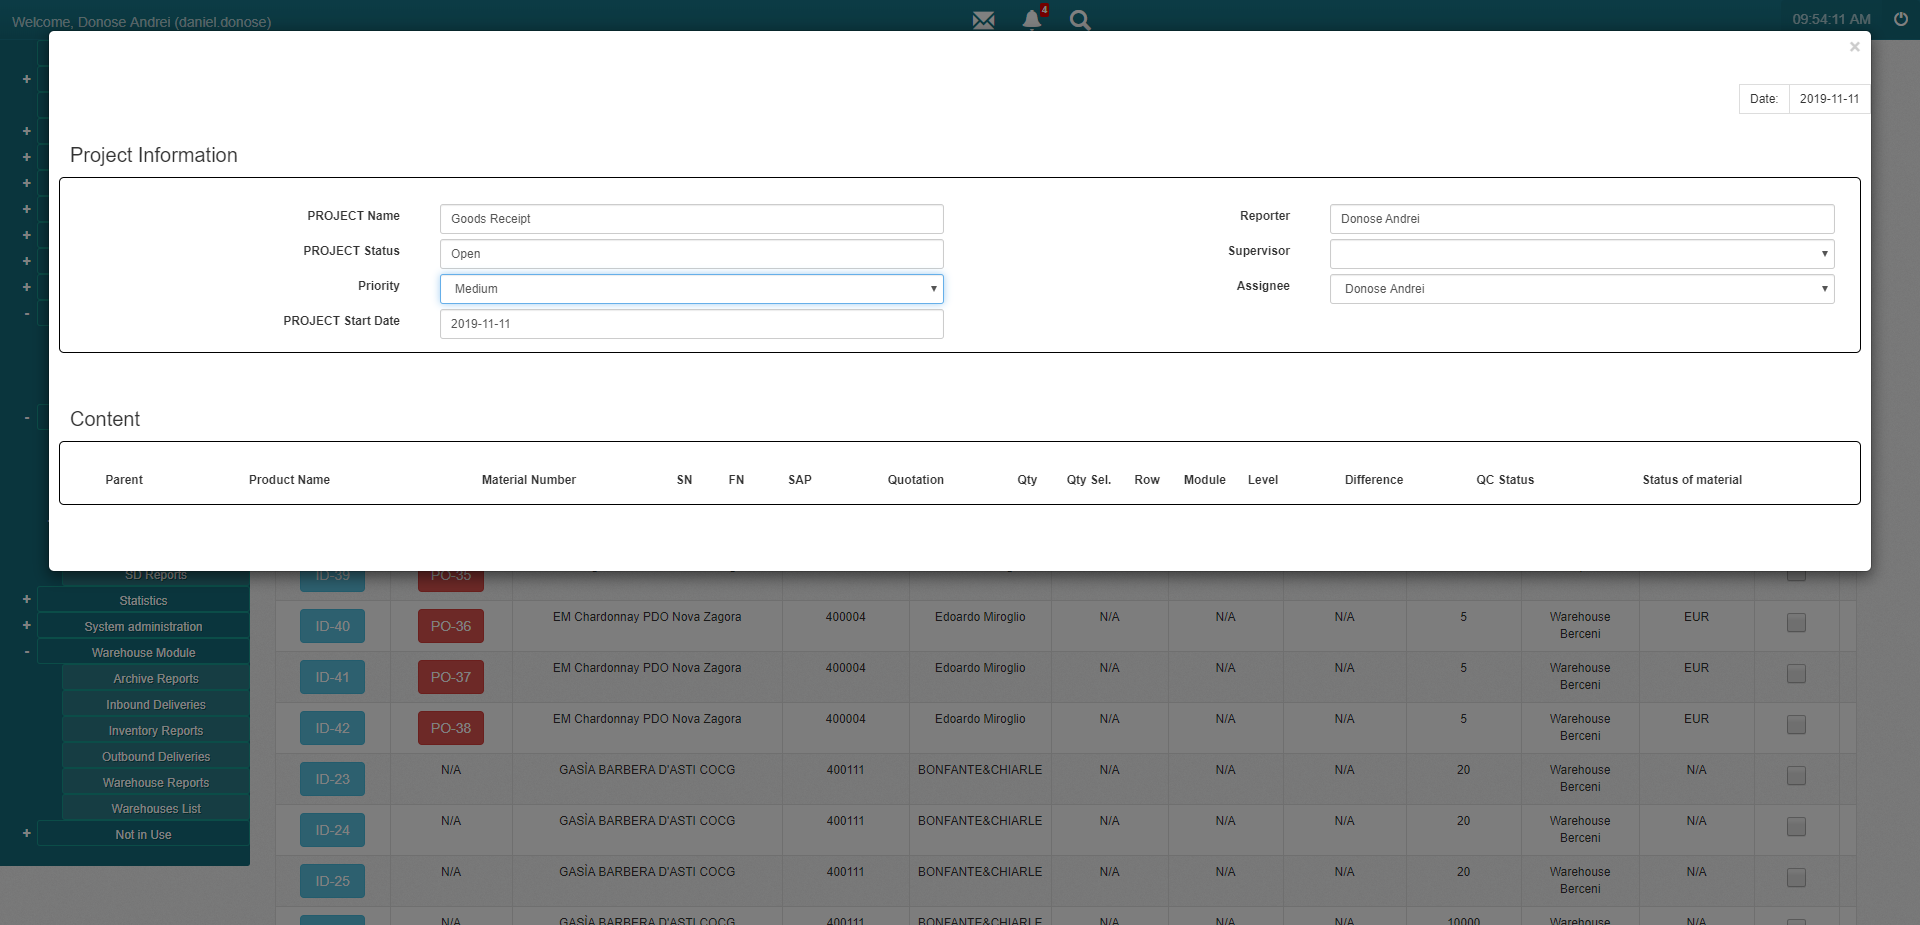 Welcome, Donose Andrei (daniel.donose)
4
09:54:11 AM
×
Date: 2019-11-11
Project Information
PROJECT Name Goods Receipt Reporter Donose Andrei
PROJECT Status Open Supervisor
Priority Medium Assignee Donose Andrei
PROJECT Start Date 2019-11-11
Content
Parent Product Name Material Number SN FN SAP Quotation Qty Qty Sel. Row Module Level Difference QC Status Status of material
SD Reports
+ Statistics
+ System administration
- Warehouse Module
Archive Reports
Inbound Deliveries
Inventory Reports
Outbound Deliveries
Warehouse Reports
Warehouses List
+ Not in Use
ID-39 PO-35
ID-40 PO-36 EM Chardonnay PDO Nova Zagora 400004 Edoardo Miroglio N/A N/A N/A 5 Warehouse Berceni EUR
ID-41 PO-37 EM Chardonnay PDO Nova Zagora 400004 Edoardo Miroglio N/A N/A N/A 5 Warehouse Berceni EUR
ID-42 PO-38 EM Chardonnay PDO Nova Zagora 400004 Edoardo Miroglio N/A N/A N/A 5 Warehouse Berceni EUR
ID-23 N/A GASÌA BARBERA D'ASTI COCG 400111 BONFANTE&CHIARLE N/A N/A N/A 20 Warehouse Berceni N/A
ID-24 N/A GASÌA BARBERA D'ASTI COCG 400111 BONFANTE&CHIARLE N/A N/A N/A 20 Warehouse Berceni N/A
ID-25 N/A GASÌA BARBERA D'ASTI COCG 400111 BONFANTE&CHIARLE N/A N/A N/A 20 Warehouse Berceni N/A
N/A GASÌA BARBERA D'ASTI COCG 400111 BONFANTE&CHIARLE N/A N/A N/A 10000 Warehouse N/A